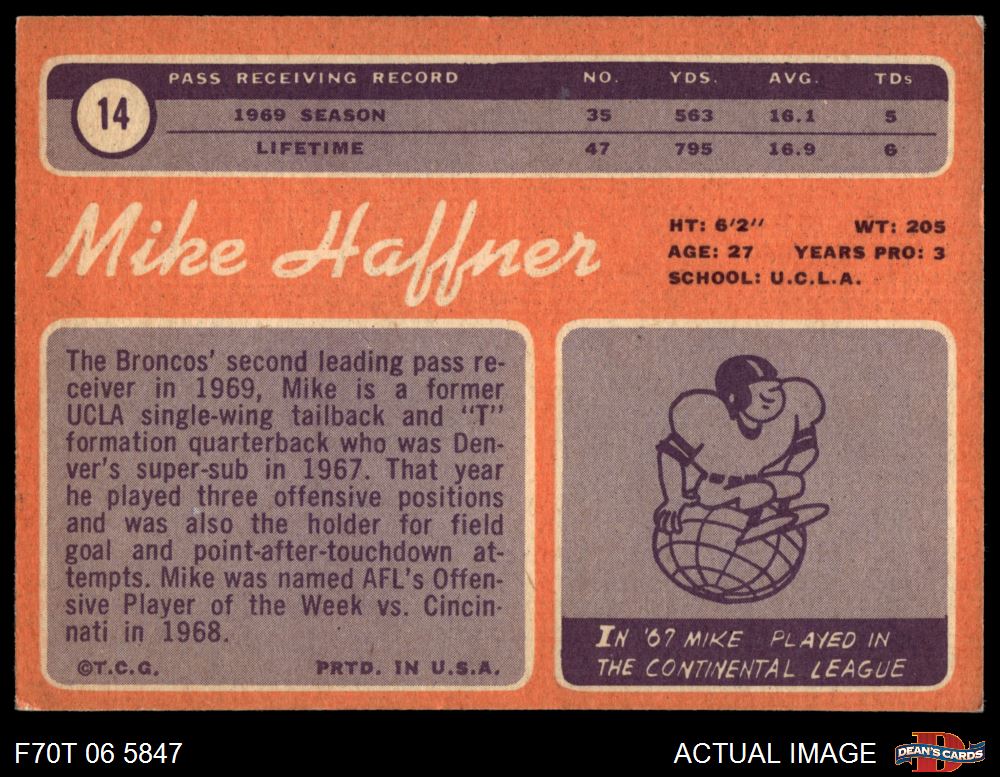 14
PASS RECEIVING RECORD NO. YDS. AVG. TDs
1969 SEASON 35 563 16.1 5
LIFETIME 47 795 16.9 6
Mike Haffner
HT: 6'2" WT: 205
AGE: 27 YEARS PRO: 3
SCHOOL: U.C.L.A.
The Broncos' second leading pass re-
ceiver in 1969, Mike is a former
UCLA single-wing tailback and "T"
formation quarterback who was Den-
ver's super-sub in 1967. That year
he played three offensive positions
and was also the holder for field
goal and point-after-touchdown at-
tempts. Mike was named AFL's Offen-
sive Player of the Week vs. Cincin-
nati in 1968.
©T.C.G. PRTD. IN U.S.A.
IN '67 MIKE PLAYED IN
THE CONTINENTAL LEAGUE
F70T 06 5847
ACTUAL IMAGE
D
DEAN'S CARDS